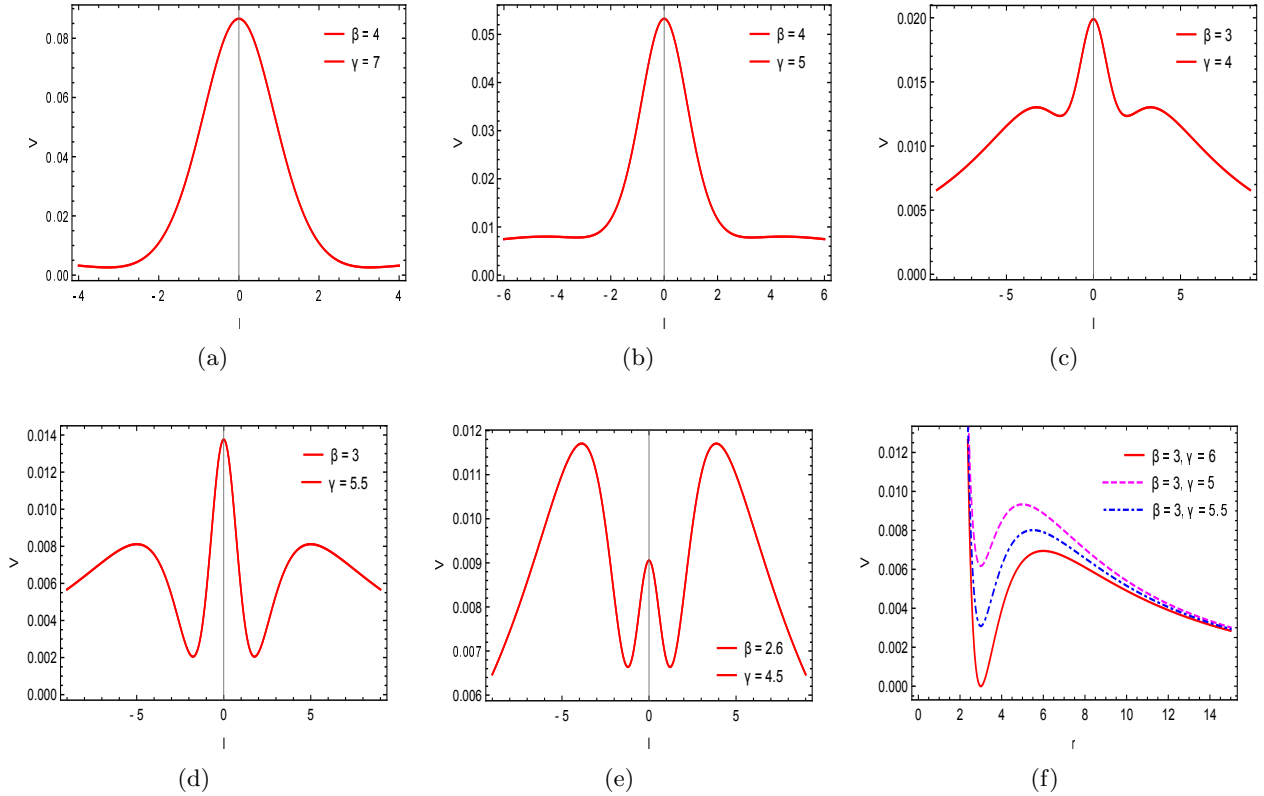 V
0.08
0.06
0.04
0.02
0.00
β = 4
γ = 7
-4 -2 0 2 4
l
(a)
V
0.05
0.04
0.03
0.02
0.01
0.00
β = 4
γ = 5
-6 -4 -2 0 2 4 6
l
(b)
V
0.020
0.015
0.010
0.005
0.000
β = 3
γ = 4
-5 0 5
l
(c)
V
0.014
0.012
0.010
0.008
0.006
0.004
0.002
0.000
β = 3
γ = 5.5
-5 0 5
l
(d)
V
0.012
0.011
0.010
0.009
0.008
0.007
0.006
β = 2.6
γ = 4.5
-5 0 5
l
(e)
V
0.012
0.010
0.008
0.006
0.004
0.002
0.000
β = 3, γ = 6
β = 3, γ = 5
β = 3, γ = 5.5
0 2 4 6 8 10 12 14
r
(f)